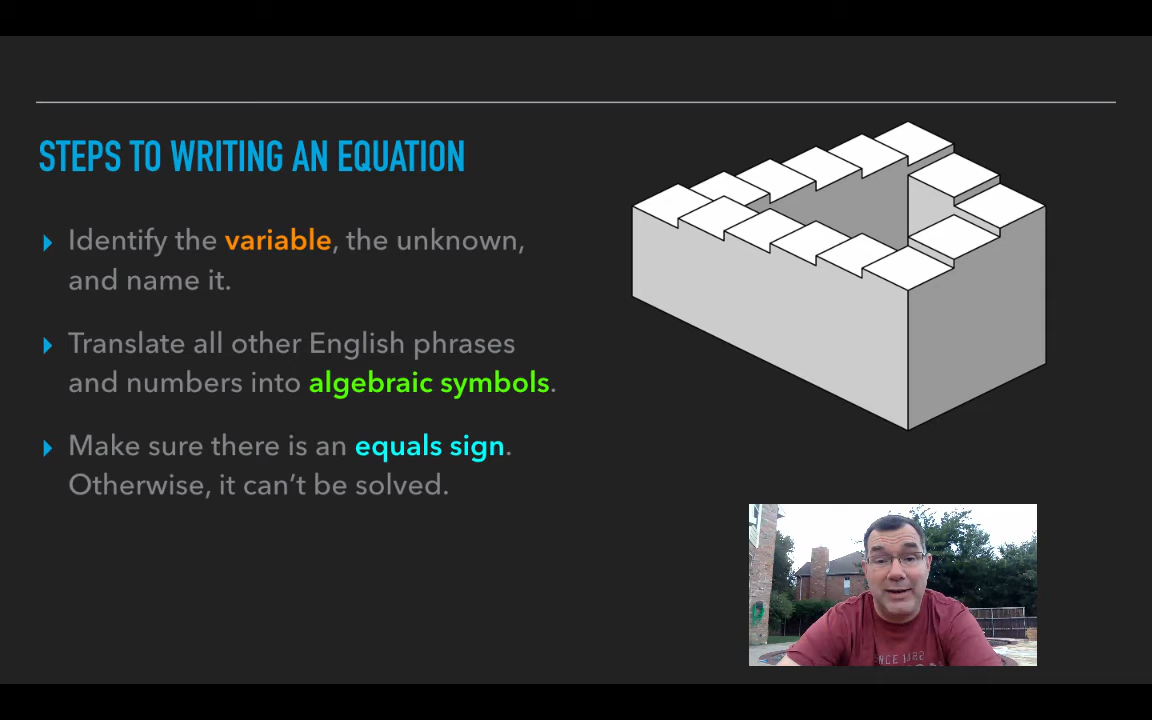 STEPS TO WRITING AN EQUATION
Identify the variable, the unknown,
and name it.
Translate all other English phrases
and numbers into algebraic symbols.
Make sure there is an equals sign.
Otherwise, it can't be solved.